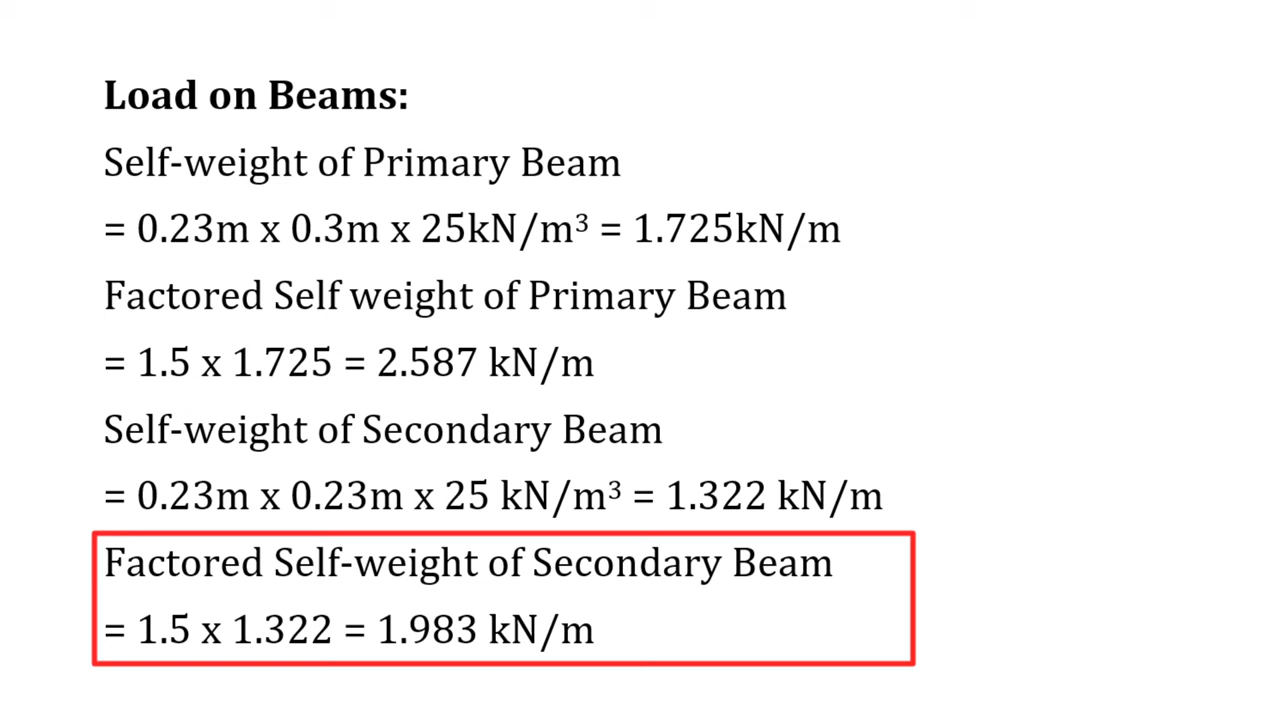 Load on Beams:
Self-weight of Primary Beam
= 0.23m x 0.3m x 25kN/m³ = 1.725kN/m
Factored Self weight of Primary Beam
= 1.5 x 1.725 = 2.587 kN/m
Self-weight of Secondary Beam
= 0.23m x 0.23m x 25 kN/m³ = 1.322 kN/m
Factored Self-weight of Secondary Beam
= 1.5 x 1.322 = 1.983 kN/m